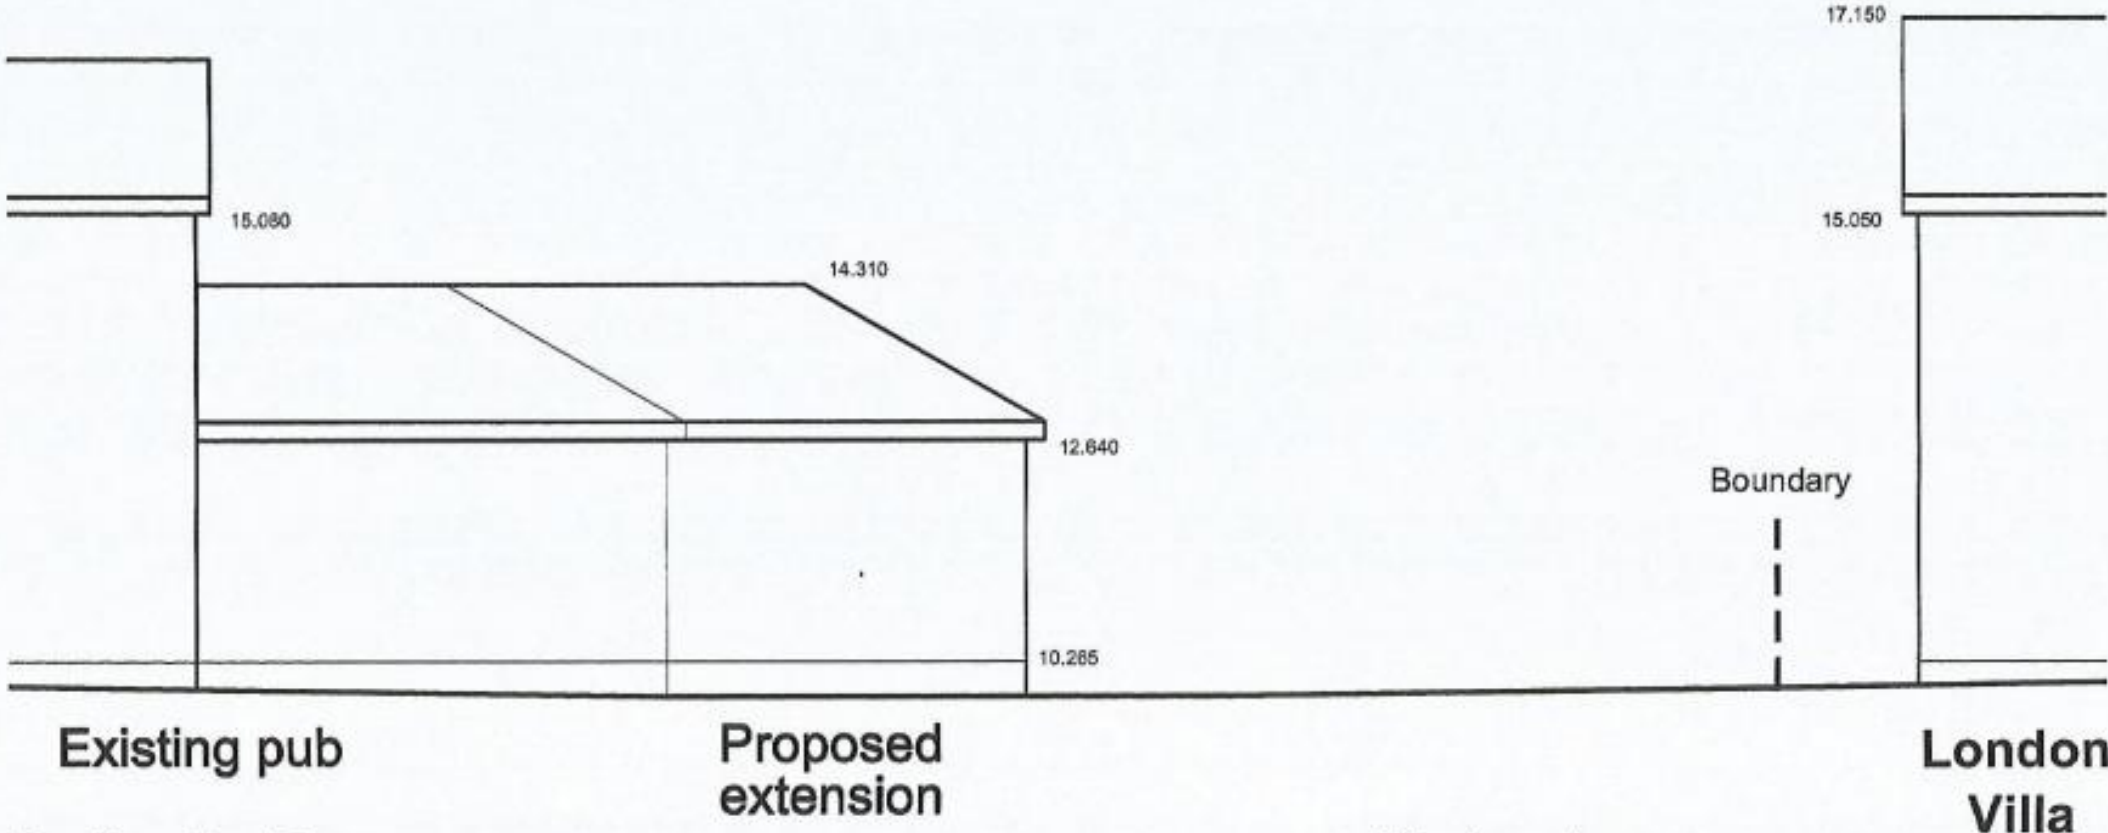 17.150
15.080
15.050
14.310
12.640
Boundary
10.265
Existing pub
Proposed
extension
London
Villa